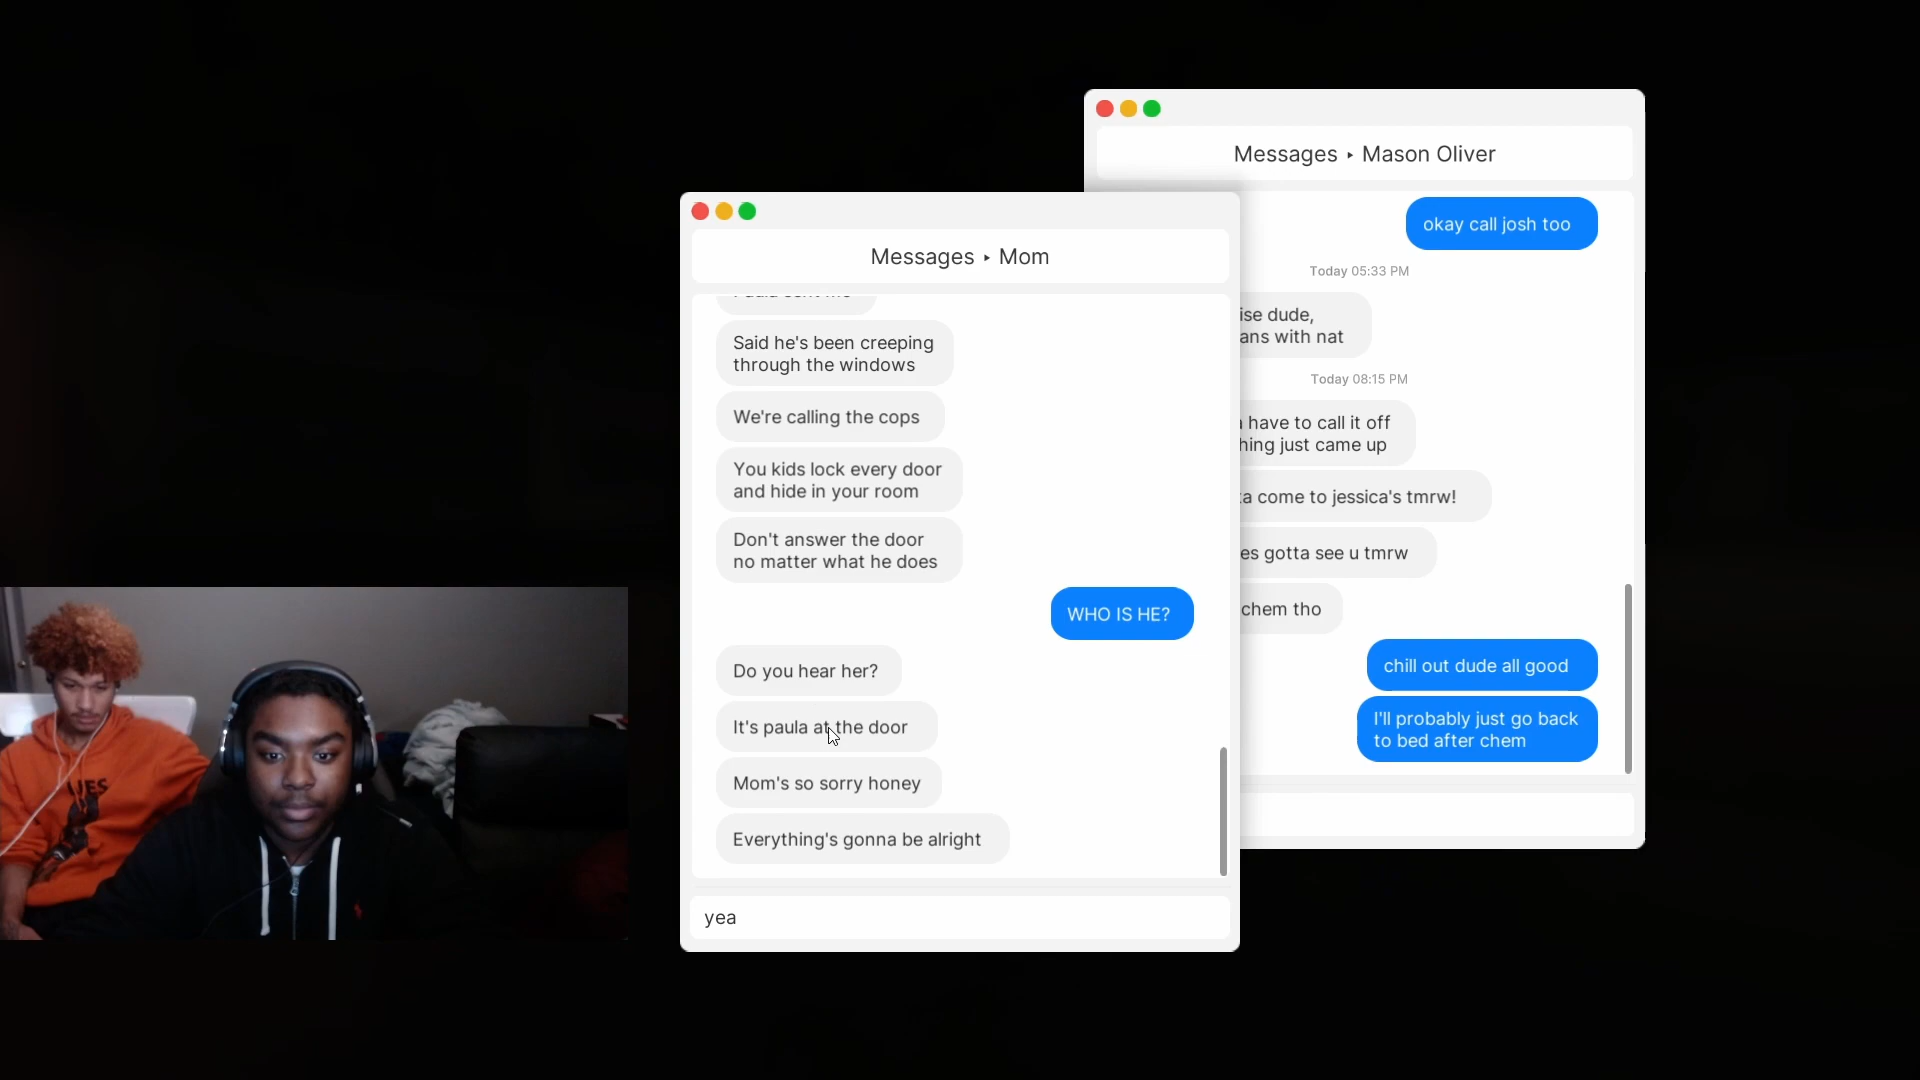 Messages ‣ Mason Oliver
okay call josh too
Today 05:33 PM
ise dude,
ans with nat
Today 08:15 PM
have to call it off
hing just came up
ta come to jessica's tmrw!
es gotta see u tmrw
chem tho
chill out dude all good
I'll probably just go back
to bed after chem
Messages ‣ Mom
Said he's been creeping
through the windows
We're calling the cops
You kids lock every door
and hide in your room
Don't answer the door
no matter what he does
WHO IS HE?
Do you hear her?
It's paula at the door
Mom's so sorry honey
Everything's gonna be alright
yea